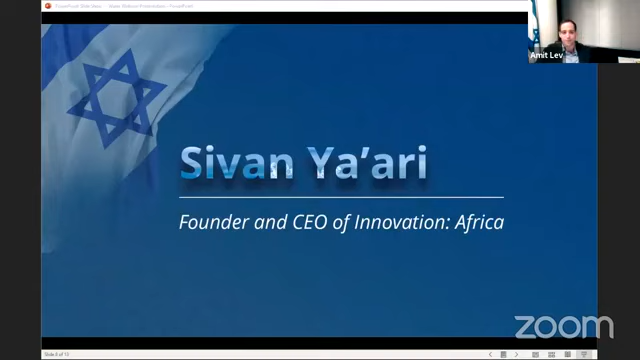 Amit Lev
Sivan Ya'ari
Founder and CEO of Innovation: Africa
zoom